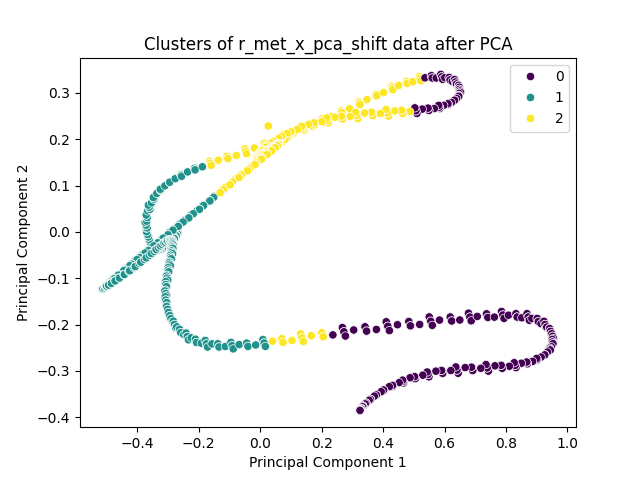 Clusters of r_met_x_pca_shift data after PCA
0
1
2
Principal Component 2
0.3
0.2
0.1
0.0
−0.1
−0.2
−0.3
−0.4
−0.4 −0.2 0.0 0.2 0.4 0.6 0.8 1.0
Principal Component 1